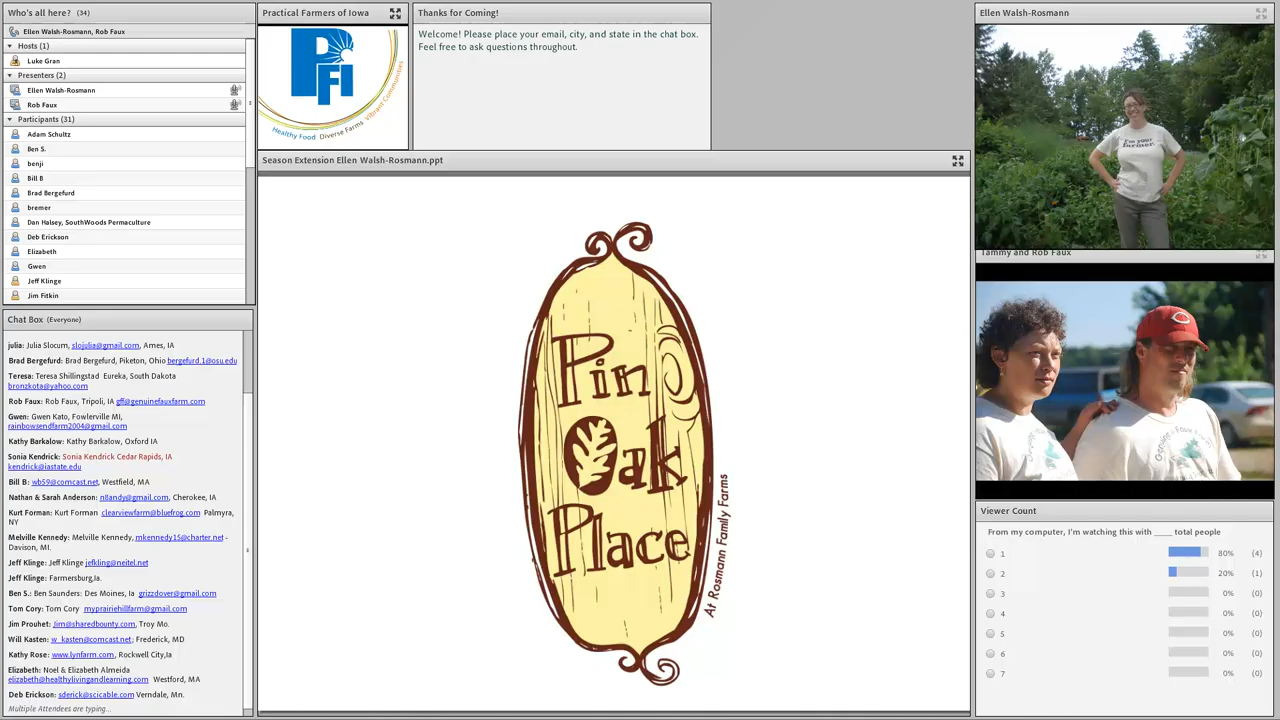 Who's all here? (34)
Ellen Walsh-Rosmann, Rob Faux
Hosts (1)
Luke Gran
Presenters (2)
Ellen Walsh-Rosmann
Rob Faux
Participants (31)
Adam Schultz
Ben S.
benji
Bill B
Brad Bergefurd
bremer
Dan Halsey, SouthWoods Permaculture
Deb Erickson
Elizabeth
Gwen
Jeff Klinge
Jim Fitkin
Chat Box (Everyone)
julia: Julia Slocum, slojulia@gmail.com, Ames, IA
Brad Bergefurd: Brad Bergefurd, Piketon, Ohio bergefurd.1@osu.edu
Teresa: Teresa Shillingstad Eureka, South Dakota
bronzkota@yahoo.com
Rob Faux: Rob Faux, Tripoli, IA gff@genuinefauxfarm.com
Gwen: Gwen Kato, Fowlerville MI,
rainbowsendfarm2004@gmail.com
Kathy Barkalow: Kathy Barkalow, Oxford IA
Sonia Kendrick: Sonia Kendrick Cedar Rapids, IA
kendrick@iastate.edu
Bill B: wb59@comcast.net, Westfield, MA
Nathan & Sarah Anderson: n8andy@gmail.com, Cherokee, IA
Kurt Forman: Kurt Forman clearviewfarm@bluefrog.com Palmyra,
NY
Melville Kennedy: Melville Kennedy, mkennedy15@charter.net -
Davison, MI.
Jeff Klinge: Jeff Klinge jefkling@neitel.net
Jeff Klinge: Farmersburg,Ia.
Ben S.: Ben Saunders: Des Moines, Ia grizzdover@gmail.com
Tom Cory: Tom Cory myprairiehillfarm@gmail.com
Jim Prouhet: Jim@sharedbounty.com, Troy Mo.
Will Kasten: w_kasten@comcast.net; Frederick, MD
Kathy Rose: www.lynfarm.com, Rockwell City,Ia
Elizabeth: Noel & Elizabeth Almeida
elizabeth@healthylivingandlearning.com Westford, MA
Deb Erickson: sderick@scicable.com Verndale, Mn.
Multiple Attendees are typing...
Practical Farmers of Iowa
PFI
Healthy Food Diverse Farms Vibrant Communities
Thanks for Coming!
Welcome! Please place your email, city, and state in the chat box.
Feel free to ask questions throughout.
Season Extension Ellen Walsh-Rosmann.ppt
Pin
Oak
Place
At Rosmann Family Farms
Ellen Walsh-Rosmann
I'm your
farmer.
Tammy and Rob Faux
Viewer Count
From my computer, I'm watching this with ____ total people
1 80% (4)
2 20% (1)
3 0% (0)
4 0% (0)
5 0% (0)
6 0% (0)
7 0% (0)